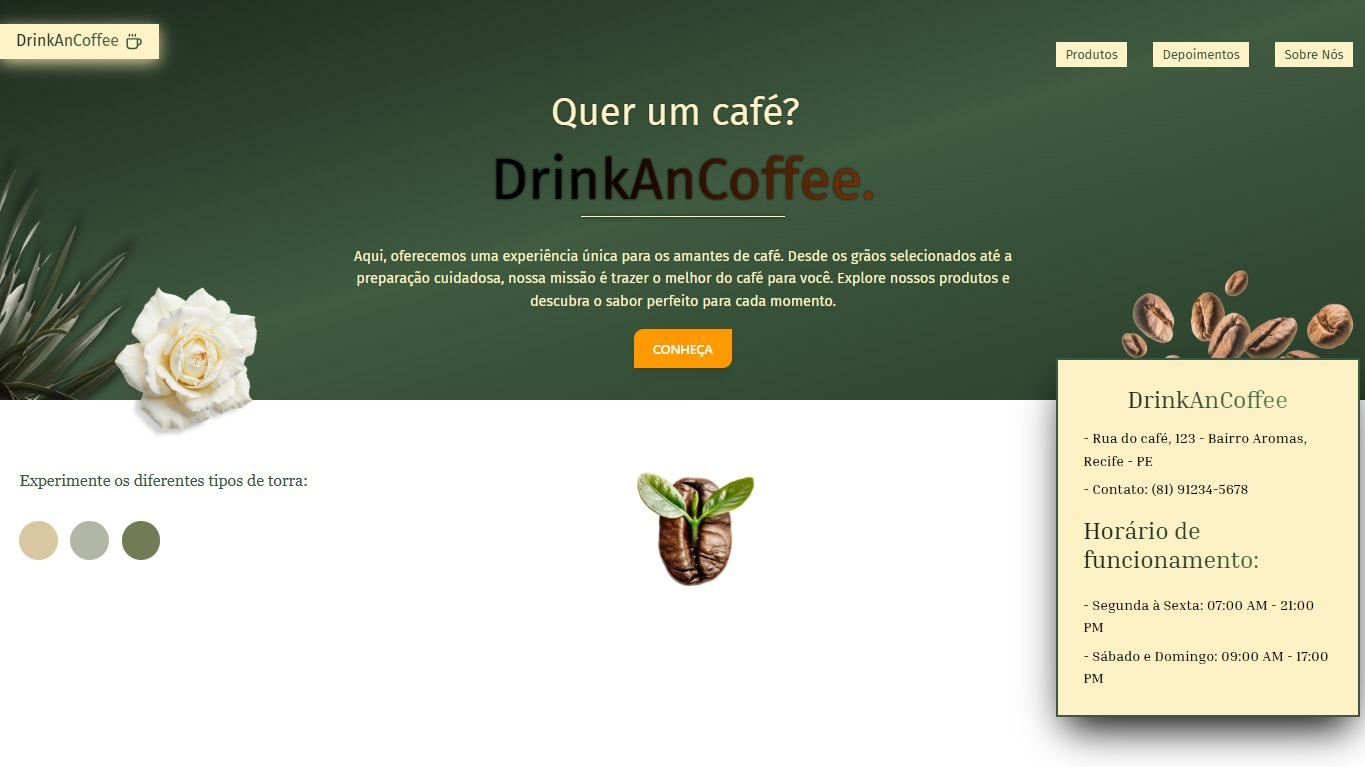 DrinkAnCoffee
Produtos
Depoimentos
Sobre Nós
Quer um café?
DrinkAnCoffee.
Aqui, oferecemos uma experiência única para os amantes de café. Desde os grãos selecionados até a
preparação cuidadosa, nossa missão é trazer o melhor do café para você. Explore nossos produtos e
descubra o sabor perfeito para cada momento.
CONHEÇA
Experimente os diferentes tipos de torra:
DrinkAnCoffee
- Rua do café, 123 - Bairro Aromas,
Recife - PE
- Contato: (81) 91234-5678
Horário de
funcionamento:
- Segunda à Sexta: 07:00 AM - 21:00
PM
- Sábado e Domingo: 09:00 AM - 17:00
PM